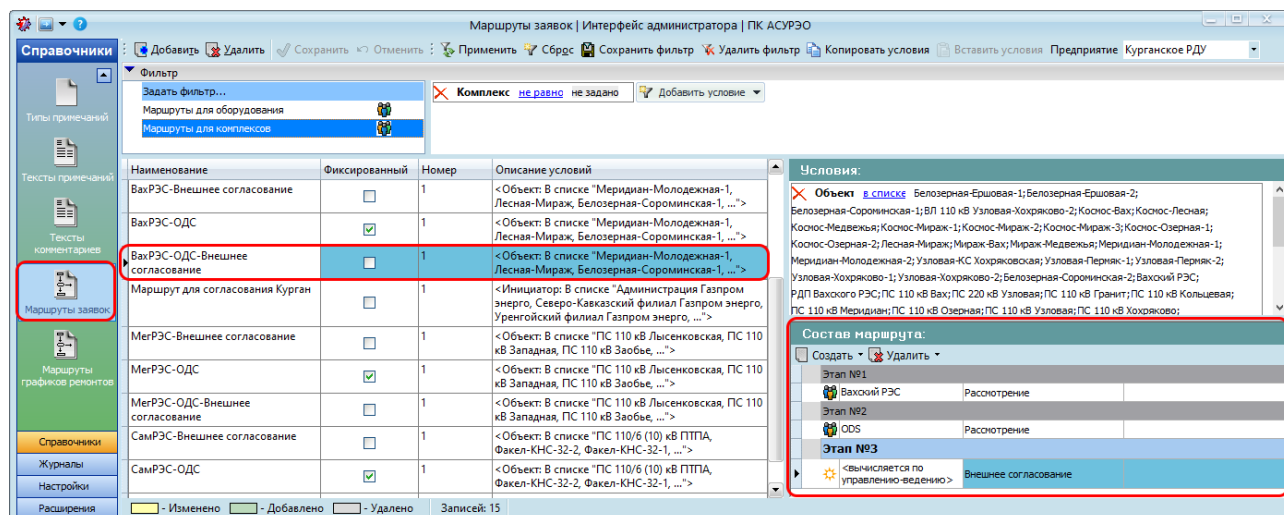 Маршруты заявок | Интерфейс администратора | ПК АСУРЭО
Справочники
Добавить Удалить Сохранить Отменить Применить Сброс Сохранить фильтр Удалить фильтр Копировать условия Вставить условия Предприятие Курганское РДУ
Типы примечаний
Тексты примечаний
Тексты
комментариев
Маршруты заявок
Маршруты
графиков ремонтов
Справочники
Журналы
Настройки
Расширения
Фильтр
Задать фильтр...
Маршруты для оборудования
Маршруты для комплексов
Комплекс не равно не задано Добавить условие
Наименование Фиксированный Номер Описание условий
ВахРЭС-Внешнее согласование 1 <Объект: В списке "Меридиан-Молодежная-1,
Лесная-Мираж, Белозерная-Сороминская-1, ...">
ВахРЭС-ОДС 1 <Объект: В списке "Меридиан-Молодежная-1,
Лесная-Мираж, Белозерная-Сороминская-1, ...">
ВахРЭС-ОДС-Внешнее 1 <Объект: В списке "Меридиан-Молодежная-1,
согласование Лесная-Мираж, Белозерная-Сороминская-1, ...">
Маршрут для согласования Курган 1 <Инициатор: В списке "Администрация Газпром
энерго, Северо-Кавказский филиал Газпром энерго,
Уренгойский филиал Газпром энерго, ...">
МегРЭС-Внешнее согласование 1 <Объект: В списке "ПС 110 кВ Лысенковская, ПС 110
кВ Западная, ПС 110 кВ Заобье, ...">
МегРЭС-ОДС 1 <Объект: В списке "ПС 110 кВ Лысенковская, ПС 110
кВ Западная, ПС 110 кВ Заобье, ...">
МегРЭС-ОДС-Внешнее 1 <Объект: В списке "ПС 110 кВ Лысенковская, ПС 110
согласование кВ Западная, ПС 110 кВ Заобье, ...">
СамРЭС-Внешнее согласование 1 <Объект: В списке "ПС 110/6 (10) кВ ПТПА,
Факел-КНС-32-2, Факел-КНС-32-1, ...">
СамРЭС-ОДС 1 <Объект: В списке "ПС 110/6 (10) кВ ПТПА,
Факел-КНС-32-2, Факел-КНС-32-1, ...">
- Изменено - Добавлено - Удалено Записей: 15
Условия:
Объект в списке Белозерная-Ершовая-1;Белозерная-Ершовая-2;
Белозерная-Сороминская-1;ВЛ 110 кВ Узловая-Хохряково-2;Космос-Вах;Космос-Лесная;
Космос-Медвежья;Космос-Мираж-1;Космос-Мираж-2;Космос-Мираж-3;Космос-Озерная-1;
Космос-Озерная-2;Лесная-Мираж;Мираж-Вах;Мираж-Медвежья;Меридиан-Молодежная-1;
Меридиан-Молодежная-2;Узловая-КС Хохряковская;Узловая-Пермяк-1;Узловая-Пермяк-2;
Узловая-Хохряково-1;Узловая-Хохряково-2;Белозерная-Сороминская-2;Вахский РЭС;
РДП Вахского РЭС;ПС 110 кВ Вах;ПС 220 кВ Узловая;ПС 110 кВ Гранит;ПС 110 кВ Кольцевая;
ПС 110 кВ Меридиан;ПС 110 кВ Озерная;ПС 110 кВ Узловая;ПС 110 кВ Хохряково;
Состав маршрута:
Создать Удалить
Этап №1
Вахский РЭС Рассмотрение
Этап №2
ODS Рассмотрение
Этап №3
<вычисляется по
управлению-ведению> Внешнее согласование